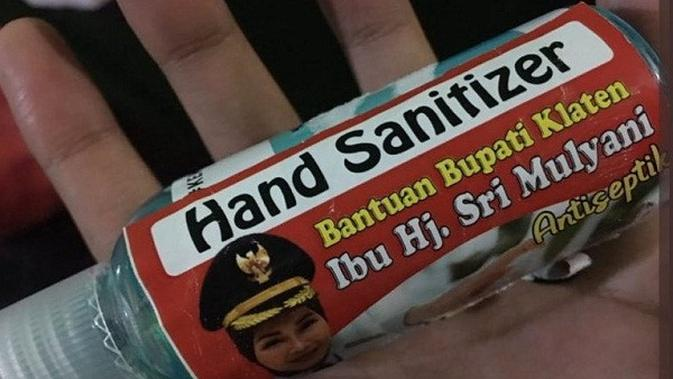 Hand Sanitizer
Bantuan Bupati Klaten
Ibu Hj. Sri Mulyani
Antiseptik